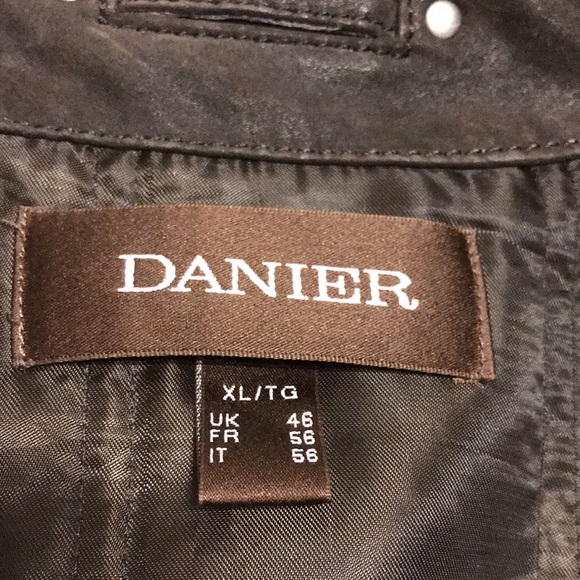 DANIER
XL/TG
UK 46
FR 56
IT 56